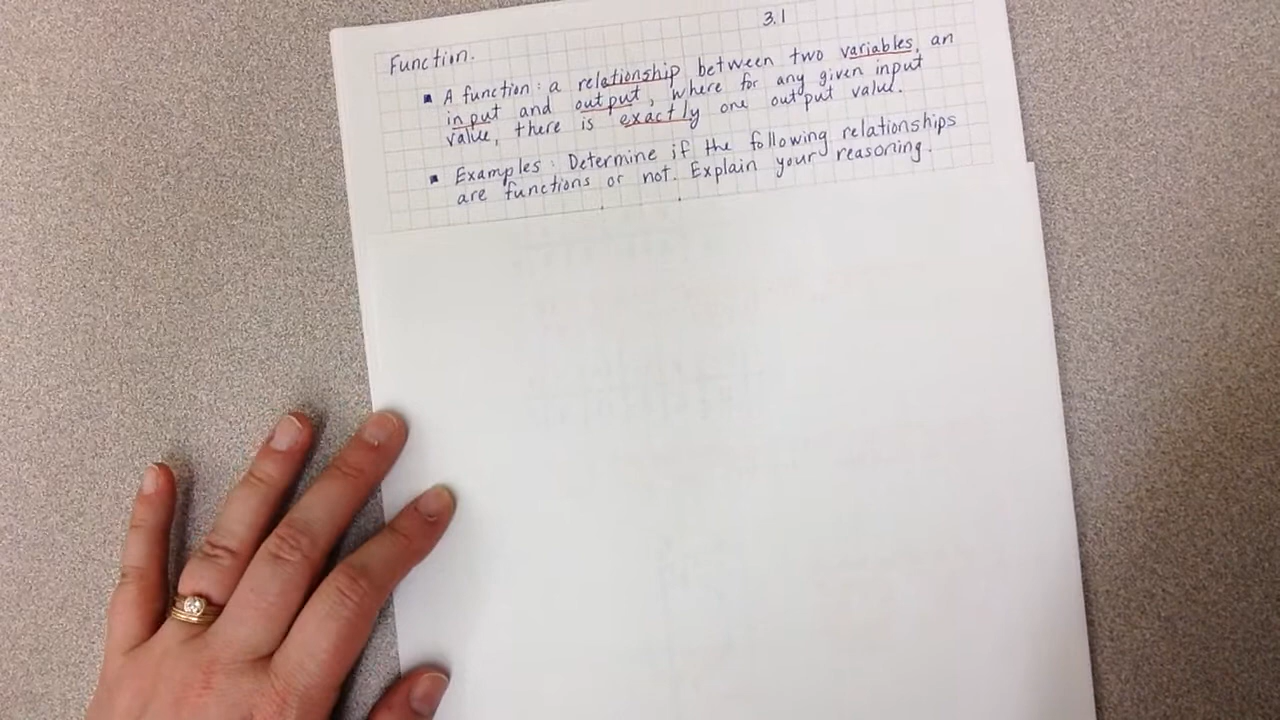 3.1
Function.
▪ A function: a relationship between two variables, an
input and output, where for any given input
value, there is exactly one output value.
▪ Examples: Determine if the following relationships
are functions or not. Explain your reasoning.